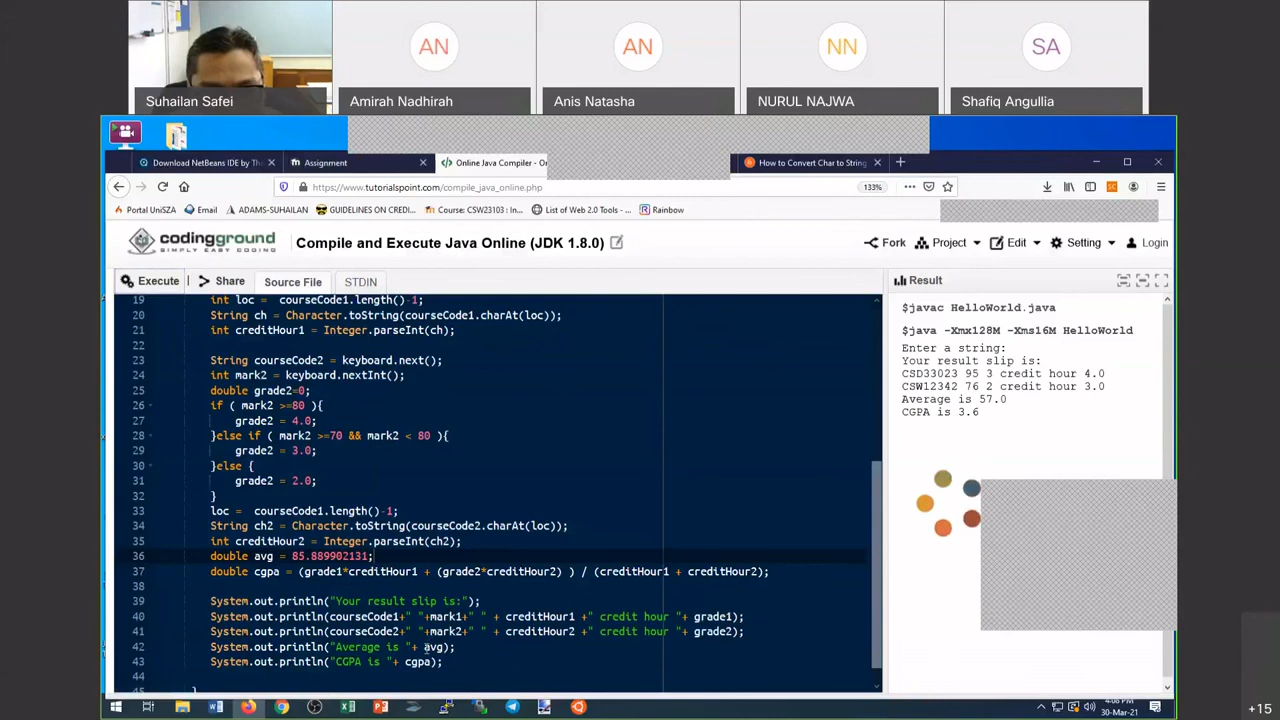 AN
AN
NN
SA
Suhailan Safei
Amirah Nadhirah
Anis Natasha
NURUL NAJWA
Shafiq Angullia
Download NetBeans IDE by Th
Assignment
Online Java Compiler - On
How to Convert Char to String
https://www.tutorialspoint.com/compile_java_online.php
133%
Portal UniSZA
Email
ADAMS-SUHAILAN
GUIDELINES ON CREDI...
Course: CSW23103 : In...
List of Web 2.0 Tools - ...
Rainbow
codingground
SIMPLY EASY CODING
Compile and Execute Java Online (JDK 1.8.0)
Fork
Project
Edit
Setting
Login
Execute
Share
Source File
STDIN
Result
19 int loc = courseCode1.length()-1;
20 String ch = Character.toString(courseCode1.charAt(loc));
21 int creditHour1 = Integer.parseInt(ch);
22
23 String courseCode2 = keyboard.next();
24 int mark2 = keyboard.nextInt();
25 double grade2=0;
26 if ( mark2 >=80 ){
27 grade2 = 4.0;
28 }else if ( mark2 >=70 && mark2 < 80 ){
29 grade2 = 3.0;
30 }else {
31 grade2 = 2.0;
32 }
33 loc = courseCode1.length()-1;
34 String ch2 = Character.toString(courseCode2.charAt(loc));
35 int creditHour2 = Integer.parseInt(ch2);
36 double avg = 85.889902131;
37 double cgpa = (grade1*creditHour1 + (grade2*creditHour2) ) / (creditHour1 + creditHour2);
38
39 System.out.println("Your result slip is:");
40 System.out.println(courseCode1+" "+mark1+" " + creditHour1 +" credit hour "+ grade1);
41 System.out.println(courseCode2+" "+mark2+" " + creditHour2 +" credit hour "+ grade2);
42 System.out.println("Average is "+ avg);
43 System.out.println("CGPA is "+ cgpa);
44
45 }
$javac HelloWorld.java
$java -Xmx128M -Xms16M HelloWorld
Enter a string:
Your result slip is:
CSD33023 95 3 credit hour 4.0
CSW12342 76 2 credit hour 3.0
Average is 57.0
CGPA is 3.6
4:08 PM
30-Mar-21
+15